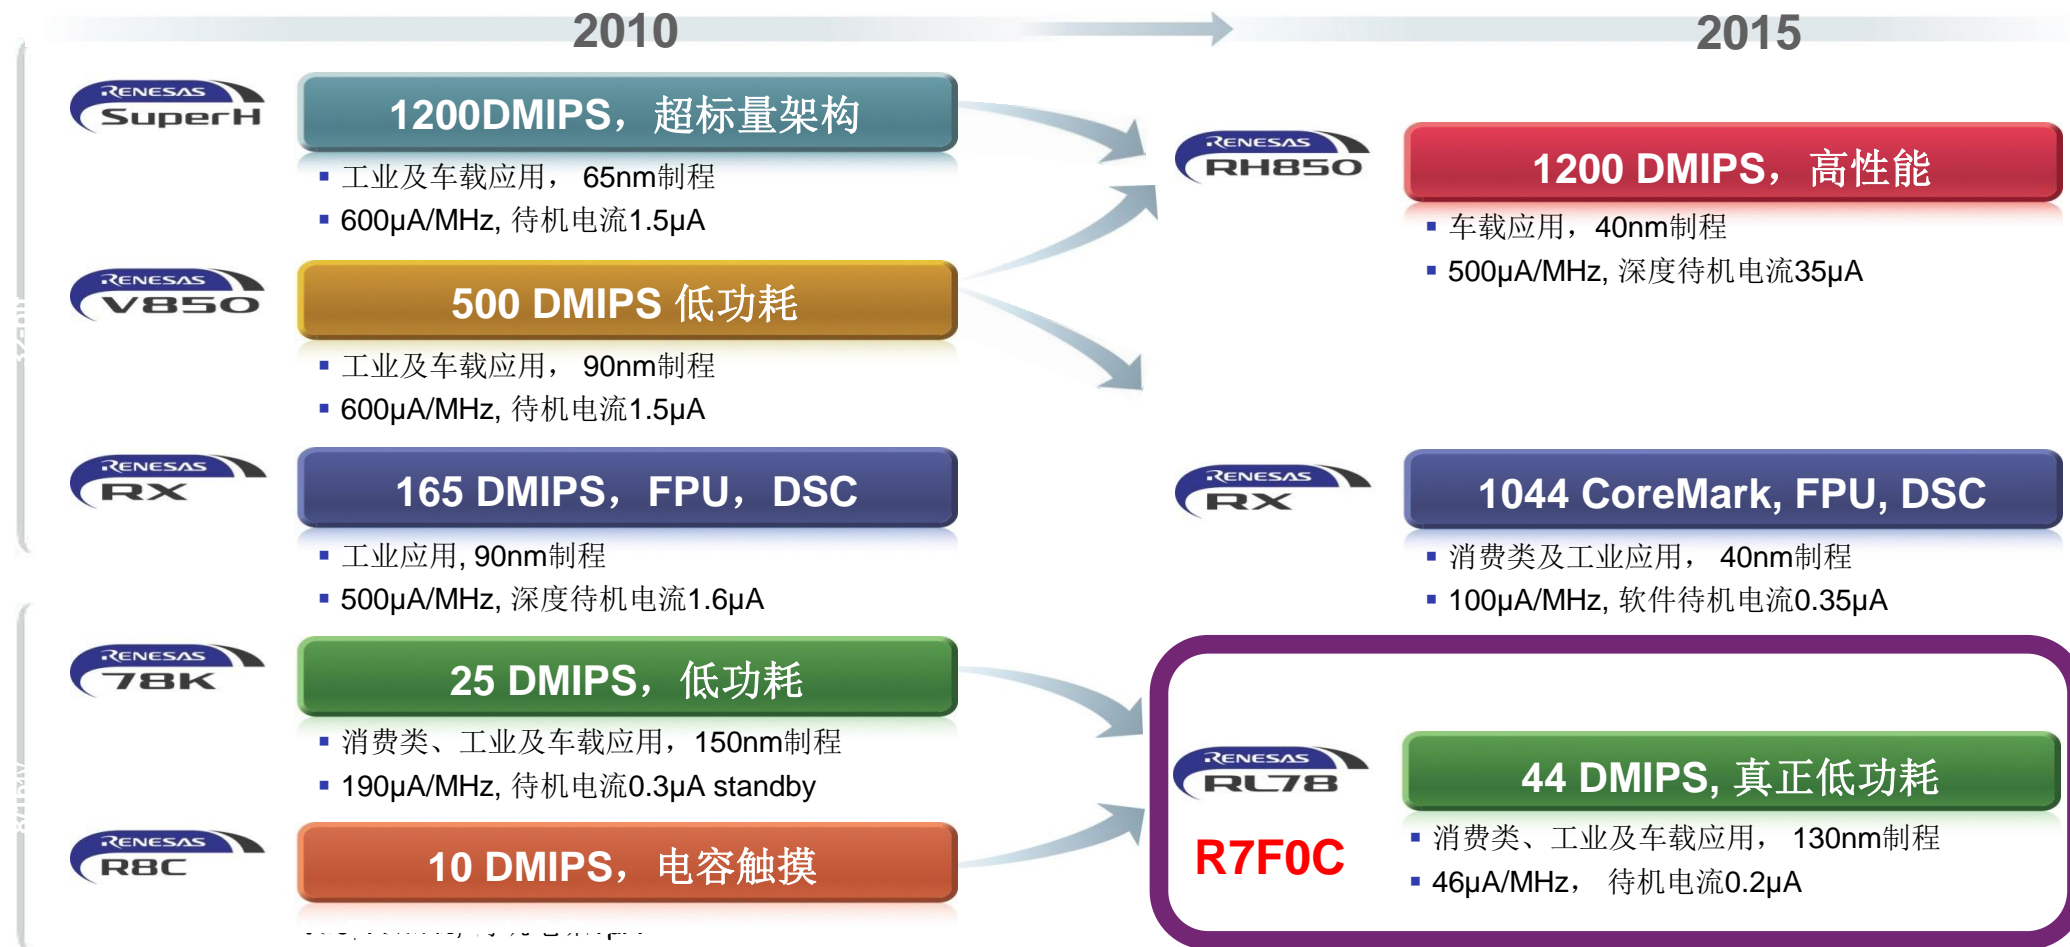 2010
2015
RENESAS
SuperH
1200DMIPS，超标量架构
工业及车载应用， 65nm制程
600μA/MHz, 待机电流1.5μA
RENESAS
V850
500 DMIPS 低功耗
工业及车载应用， 90nm制程
600μA/MHz, 待机电流1.5μA
RENESAS
RX
165 DMIPS，FPU，DSC
工业应用, 90nm制程
500μA/MHz, 深度待机电流1.6μA
RENESAS
78K
25 DMIPS，低功耗
消费类、工业及车载应用，150nm制程
190μA/MHz, 待机电流0.3μA standby
RENESAS
R8C
10 DMIPS，电容触摸
RENESAS
RH850
1200 DMIPS，高性能
车载应用，40nm制程
500μA/MHz, 深度待机电流35μA
RENESAS
RX
1044 CoreMark, FPU, DSC
消费类及工业应用， 40nm制程
100μA/MHz, 软件待机电流0.35μA
RENESAS
RL78
R7F0C
44 DMIPS, 真正低功耗
消费类、工业及车载应用， 130nm制程
46μA/MHz， 待机电流0.2μA